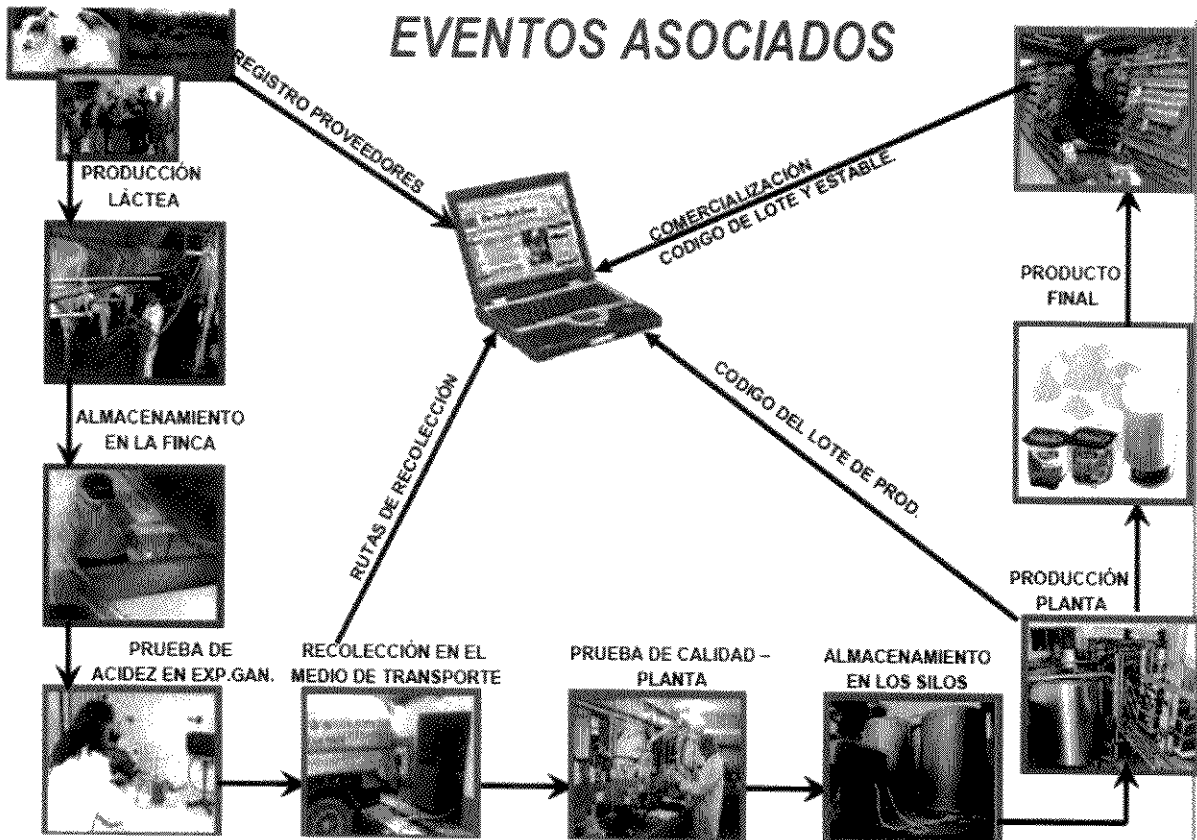 EVENTOS ASOCIADOS
REGISTRO PROVEEDORES
PRODUCCIÓN
LÁCTEA
COMERCIALIZACIÓN
CODIGO DE LOTE Y ESTABLE.
PRODUCTO
FINAL
ALMACENAMIENTO
EN LA FINCA
RUTAS DE RECOLECCIÓN
CODIGO DEL LOTE DE PROD.
PRODUCCIÓN
PLANTA
PRUEBA DE
ACIDEZ EN EXP.GAN.
RECOLECCIÓN EN EL
MEDIO DE TRANSPORTE
PRUEBA DE CALIDAD –
PLANTA
ALMACENAMIENTO
EN LOS SILOS